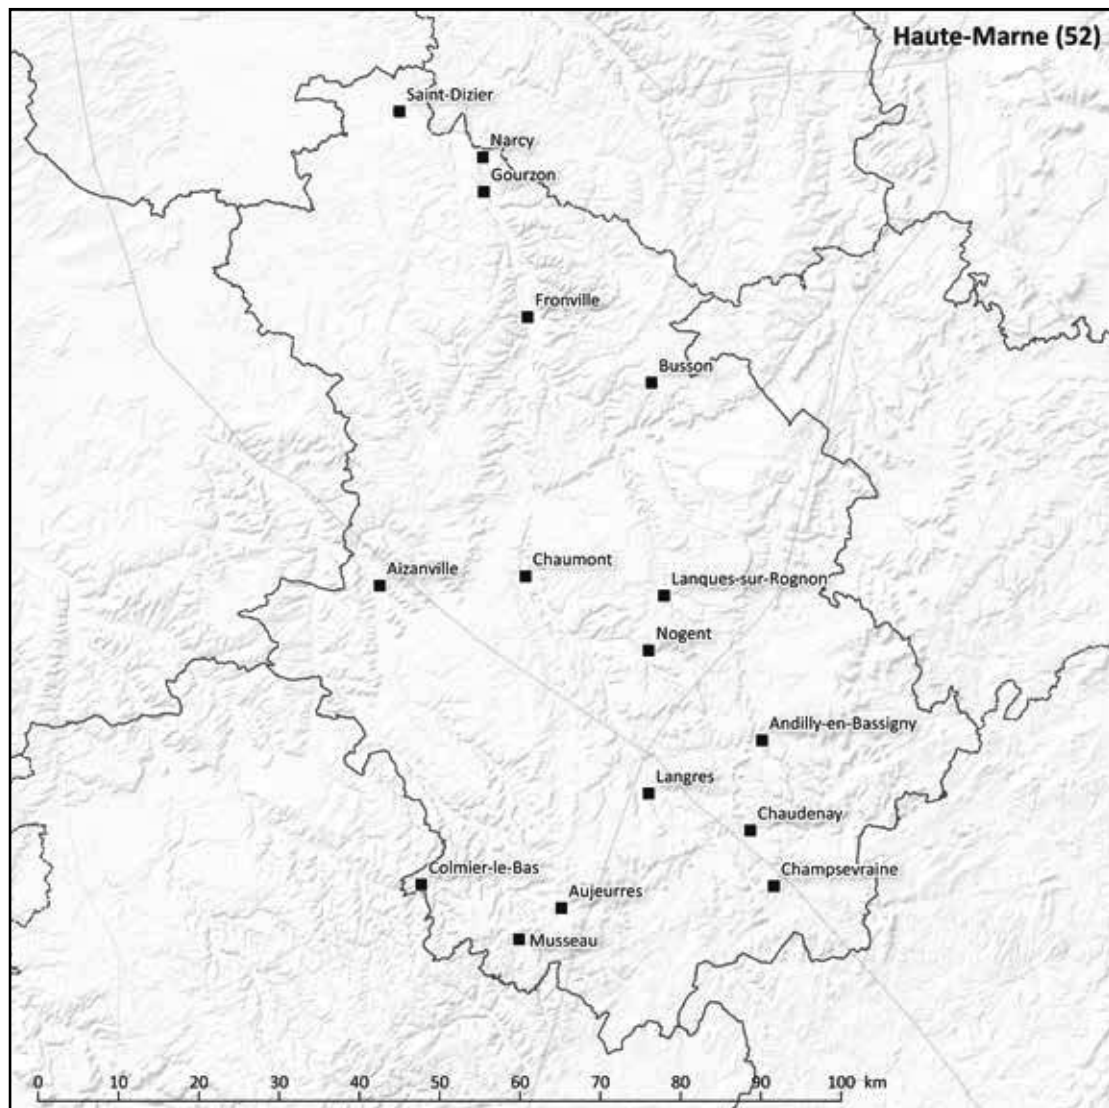 Haute-Marne (52)
Saint-Dizier
Narcy
Gourzon
Fronville
Busson
Chaumont
Aizanville
Lanques-sur-Rognon
Nogent
Andilly-en-Bassigny
Langres
Chaudenay
Colmier-le-Bas
Champsevraine
Aujeurres
Musseau
0 10 20 30 40 50 60 70 80 90 100 km